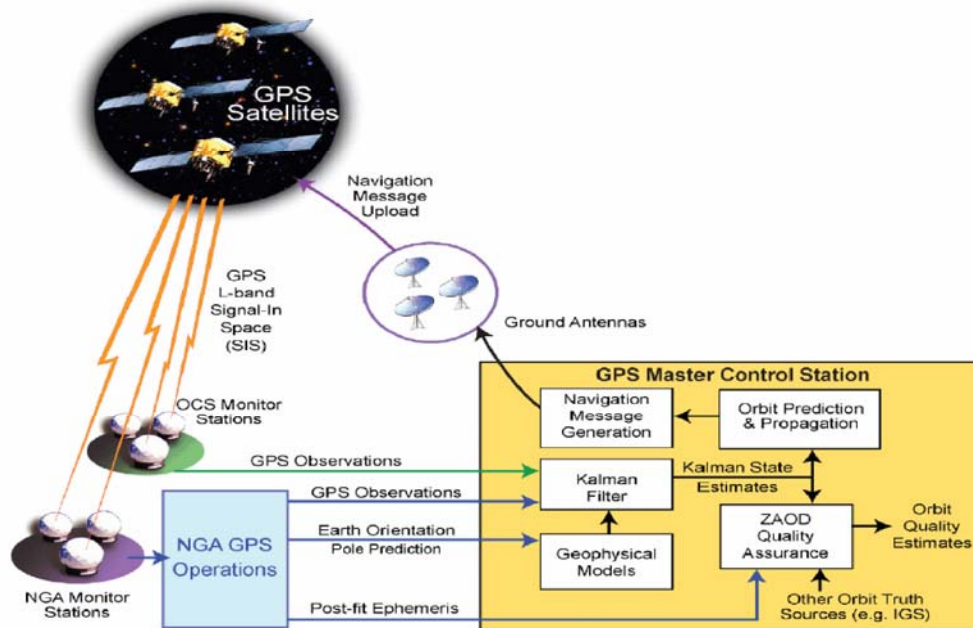 GPS
Satellites
Navigation
Message
Upload
GPS
L-band
Signal-In
Space
(SIS)
Ground Antennas
GPS Master Control Station
Navigation
Message
Generation
Orbit Prediction
& Propagation
OCS Monitor
Stations
GPS Observations
Kalman
Filter
Kalman State
Estimates
GPS Observations
NGA GPS
Operations
Earth Orientation
Pole Prediction
Geophysical
Models
ZAOD
Quality
Assurance
Orbit
Quality
Estimates
NGA Monitor
Stations
Post-fit Ephemeris
Other Orbit Truth
Sources (e.g. IGS)